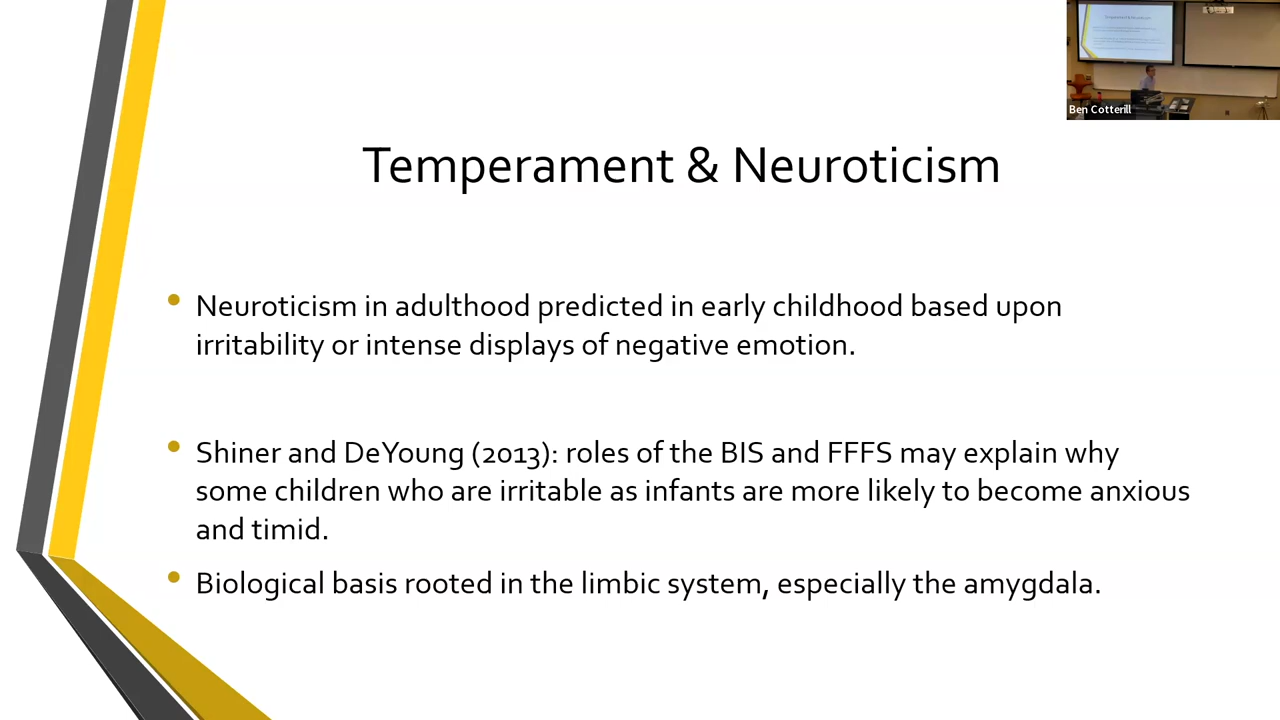 Ben Cotterill
Temperament & Neuroticism
• Neuroticism in adulthood predicted in early childhood based upon
irritability or intense displays of negative emotion.
• Shiner and DeYoung (2013): roles of the BIS and FFFS may explain why
some children who are irritable as infants are more likely to become anxious
and timid.
• Biological basis rooted in the limbic system, especially the amygdala.